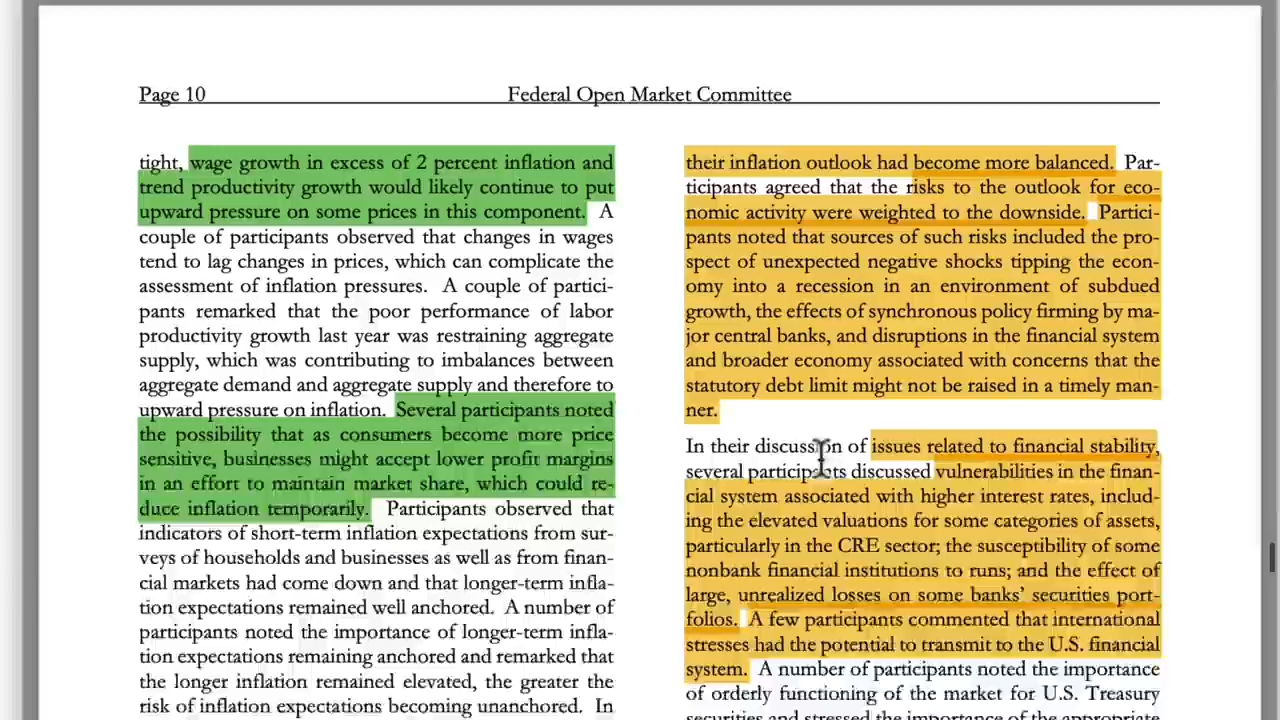 Page 10
Federal Open Market Committee
tight, wage growth in excess of 2 percent inflation and
trend productivity growth would likely continue to put
upward pressure on some prices in this component. A
couple of participants observed that changes in wages
tend to lag changes in prices, which can complicate the
assessment of inflation pressures. A couple of partici-
pants remarked that the poor performance of labor
productivity growth last year was restraining aggregate
supply, which was contributing to imbalances between
aggregate demand and aggregate supply and therefore to
upward pressure on inflation. Several participants noted
the possibility that as consumers become more price
sensitive, businesses might accept lower profit margins
in an effort to maintain market share, which could re-
duce inflation temporarily. Participants observed that
indicators of short-term inflation expectations from sur-
veys of households and businesses as well as from finan-
cial markets had come down and that longer-term infla-
tion expectations remained well anchored. A number of
participants noted the importance of longer-term infla-
tion expectations remaining anchored and remarked that
the longer inflation remained elevated, the greater the
risk of inflation expectations becoming unanchored. In
their inflation outlook had become more balanced. Par-
ticipants agreed that the risks to the outlook for eco-
nomic activity were weighted to the downside. Partici-
pants noted that sources of such risks included the pro-
spect of unexpected negative shocks tipping the econ-
omy into a recession in an environment of subdued
growth, the effects of synchronous policy firming by ma-
jor central banks, and disruptions in the financial system
and broader economy associated with concerns that the
statutory debt limit might not be raised in a timely man-
ner.
In their discussion of issues related to financial stability,
several participants discussed vulnerabilities in the finan-
cial system associated with higher interest rates, includ-
ing the elevated valuations for some categories of assets,
particularly in the CRE sector; the susceptibility of some
nonbank financial institutions to runs; and the effect of
large, unrealized losses on some banks' securities port-
folios. A few participants commented that international
stresses had the potential to transmit to the U.S. financial
system. A number of participants noted the importance
of orderly functioning of the market for U.S. Treasury
securities and stressed the importance of the appropriate